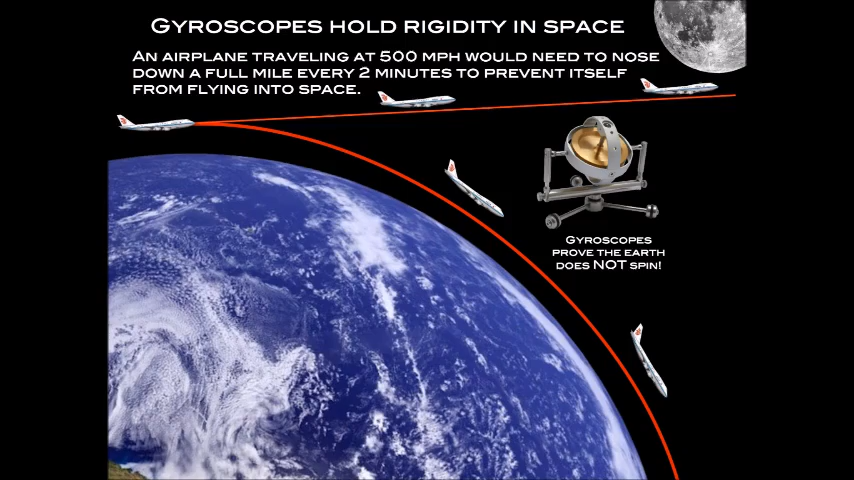 Gyroscopes hold rigidity in space
An airplane traveling at 500 mph would need to nose
down a full mile every 2 minutes to prevent itself
from flying into space.
Gyroscopes
prove the earth
does NOT spin!